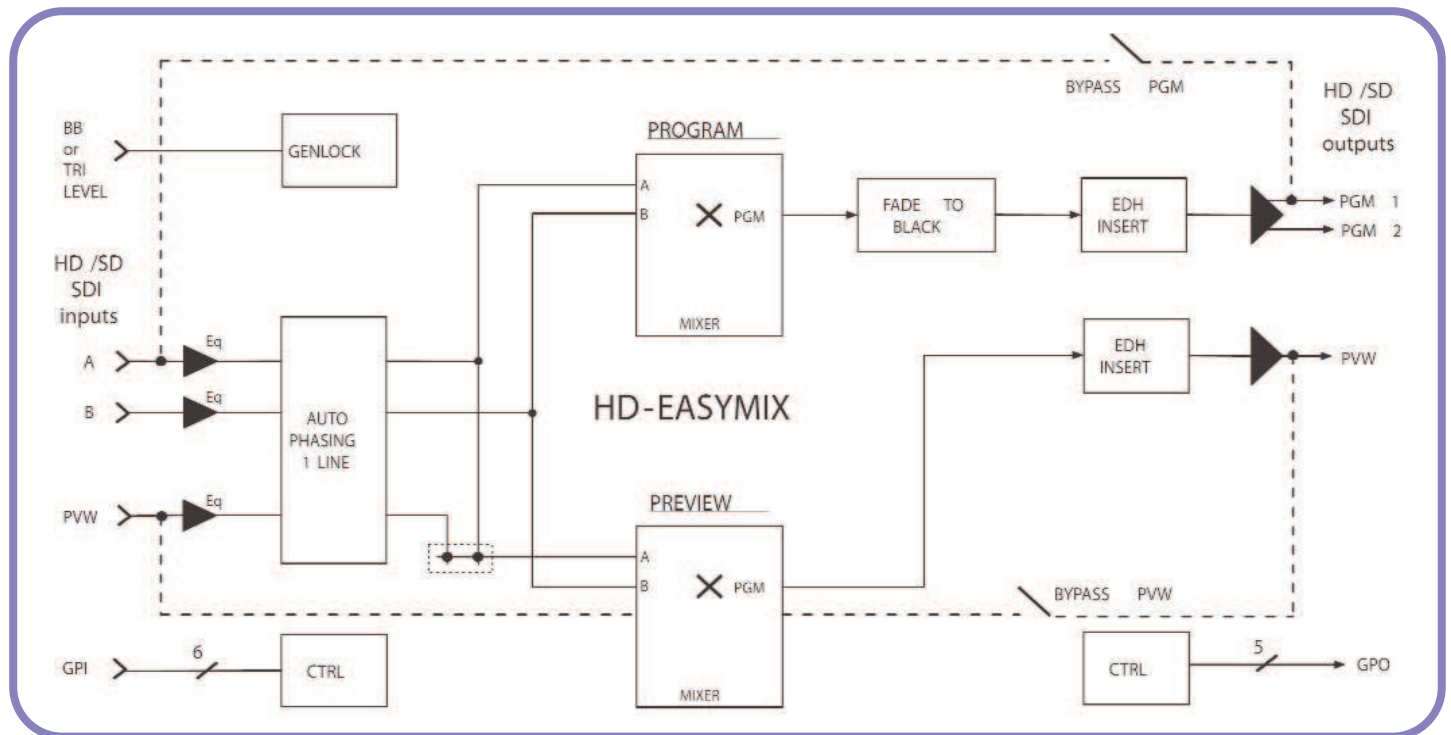 BYPASS PGM
HD /SD
SDI
outputs
BB
or
TRI
LEVEL
GENLOCK
PROGRAM
A
B
PGM
MIXER
FADE TO
BLACK
EDH
INSERT
PGM 1
PGM 2
HD /SD
SDI
inputs
A
Eq
B
Eq
PVW
Eq
AUTO
PHASING
1 LINE
HD-EASYMIX
EDH
INSERT
PVW
PREVIEW
A
B
PGM
MIXER
BYPASS PVW
GPI
6
CTRL
CTRL
5
GPO